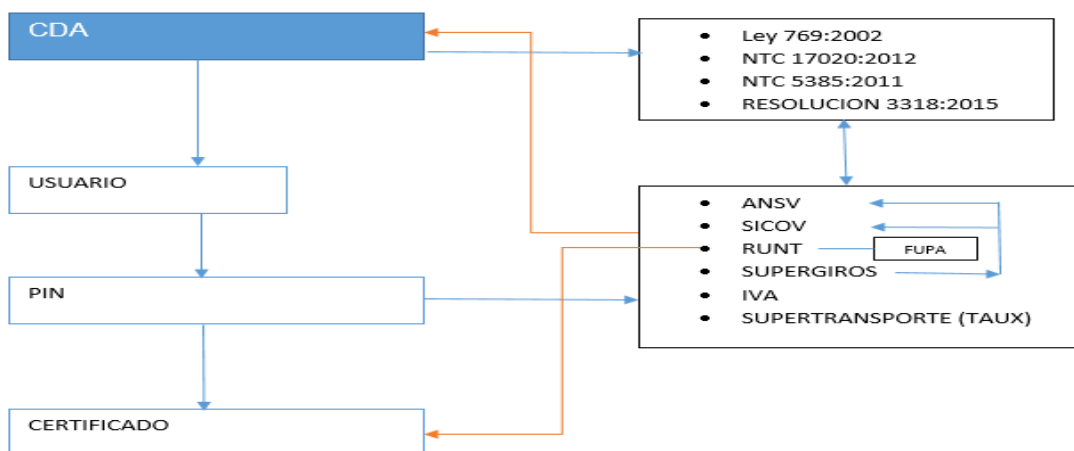 CDA
• Ley 769:2002
• NTC 17020:2012
• NTC 5385:2011
• RESOLUCION 3318:2015
USUARIO
• ANSV
• SICOV
• RUNT
FUPA
• SUPERGIROS
• IVA
• SUPERTRANSPORTE (TAUX)
PIN
CERTIFICADO